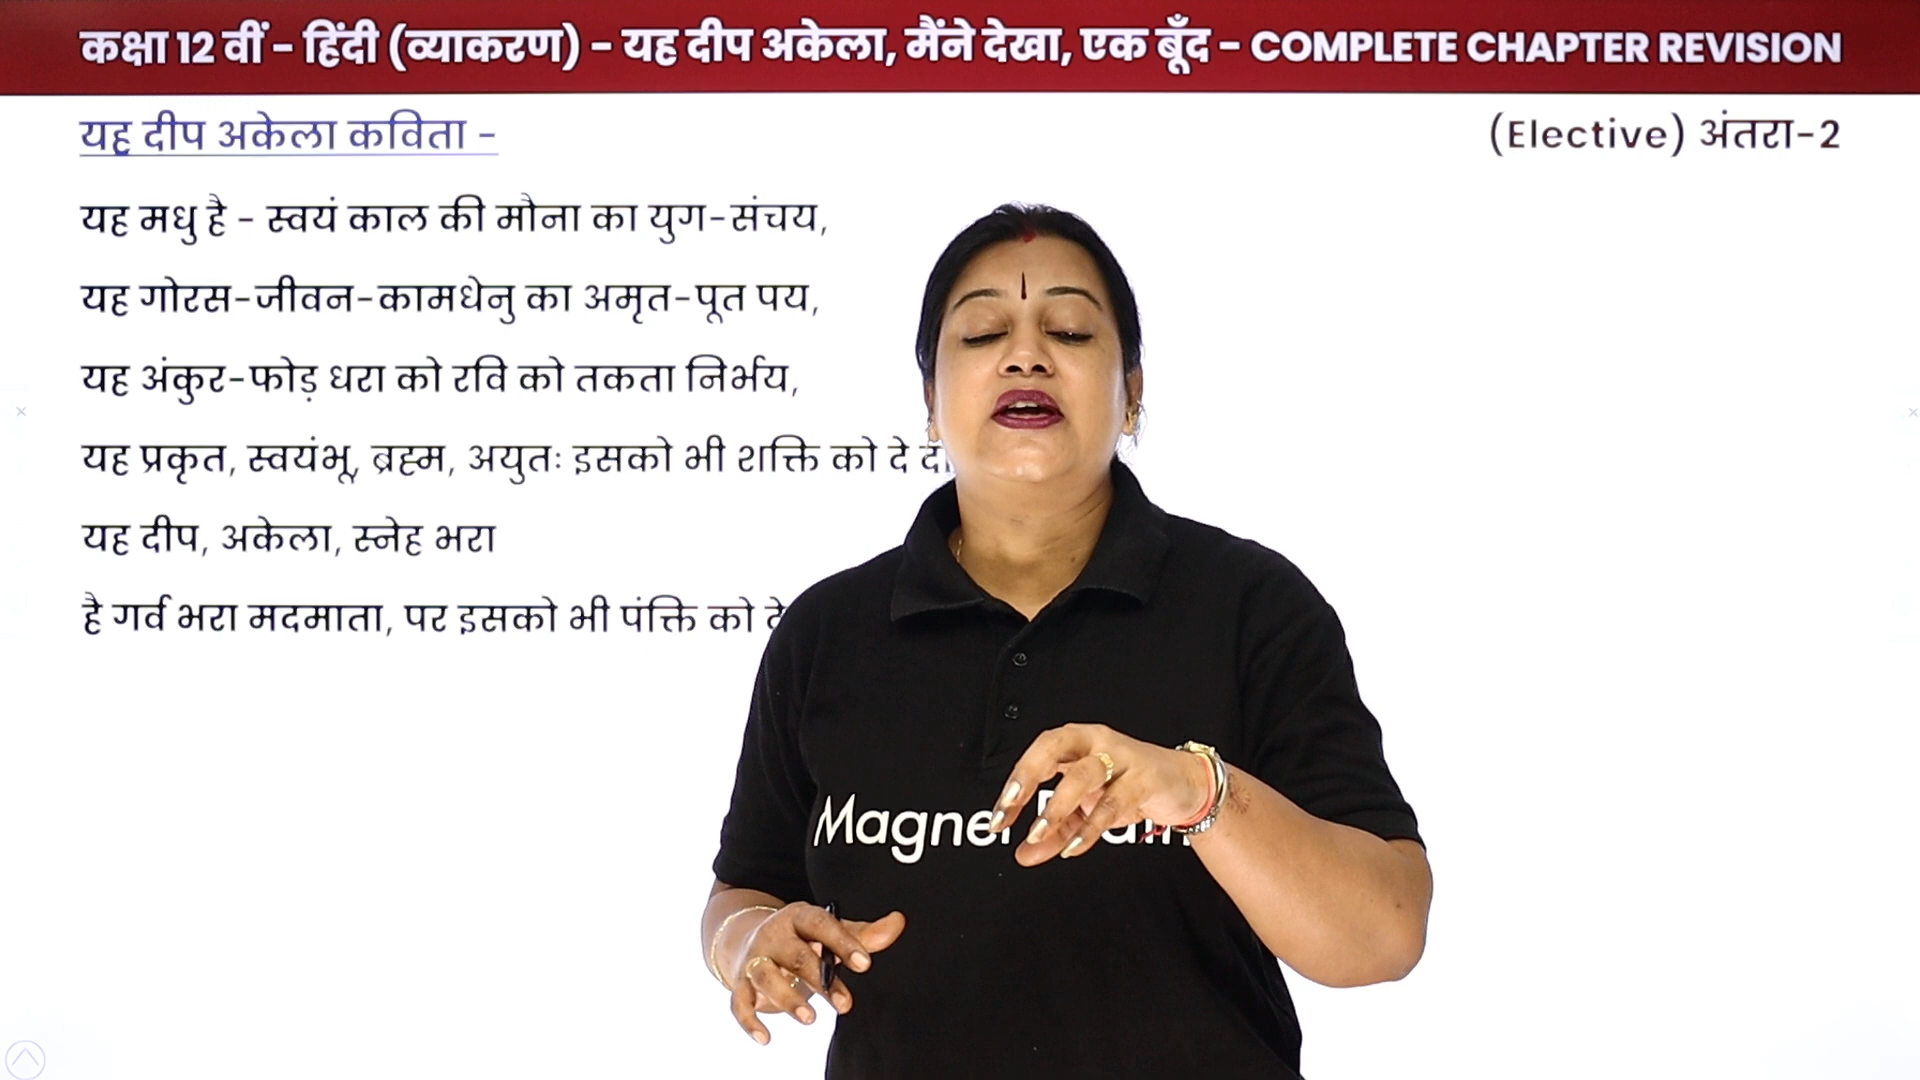 कक्षा 12 वीं - हिंदी (व्याकरण) - यह दीप अकेला, मैंने देखा, एक बूँद - COMPLETE CHAPTER REVISION
यह दीप अकेला कविता -
(Elective) अंतरा-2
यह मधु है - स्वयं काल की मौना का युग-संचय,
यह गोरस-जीवन-कामधेनु का अमृत-पूत पय,
यह अंकुर-फोड़ धरा को रवि को तकता निर्भय,
यह प्रकृत, स्वयंभू, ब्रह्म, अयुतः इसको भी शक्ति को दे
यह दीप, अकेला, स्नेह भरा
है गर्व भरा मदमाता, पर इसको भी पंक्ति को